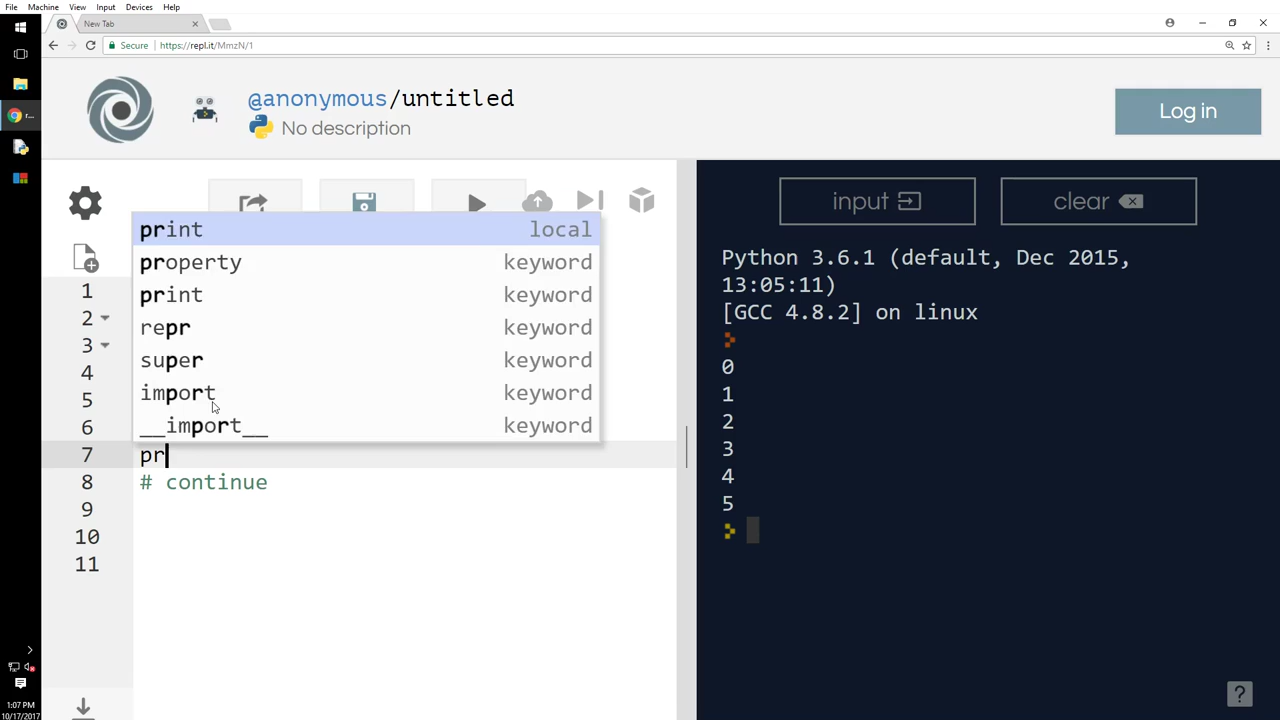 File Machine View Input Devices Help
New Tab
Secure https://repl.it/MmzN/1
@anonymous/untitled
No description
Log in
print local
property keyword
print keyword
repr keyword
super keyword
import keyword
__import__ keyword
1
2
3
4
5
6
7 pr
8 # continue
9
10
11
input
clear
Python 3.6.1 (default, Dec 2015,
13:05:11)
[GCC 4.8.2] on linux
0
1
2
3
4
5
?
1:07 PM
10/17/2017